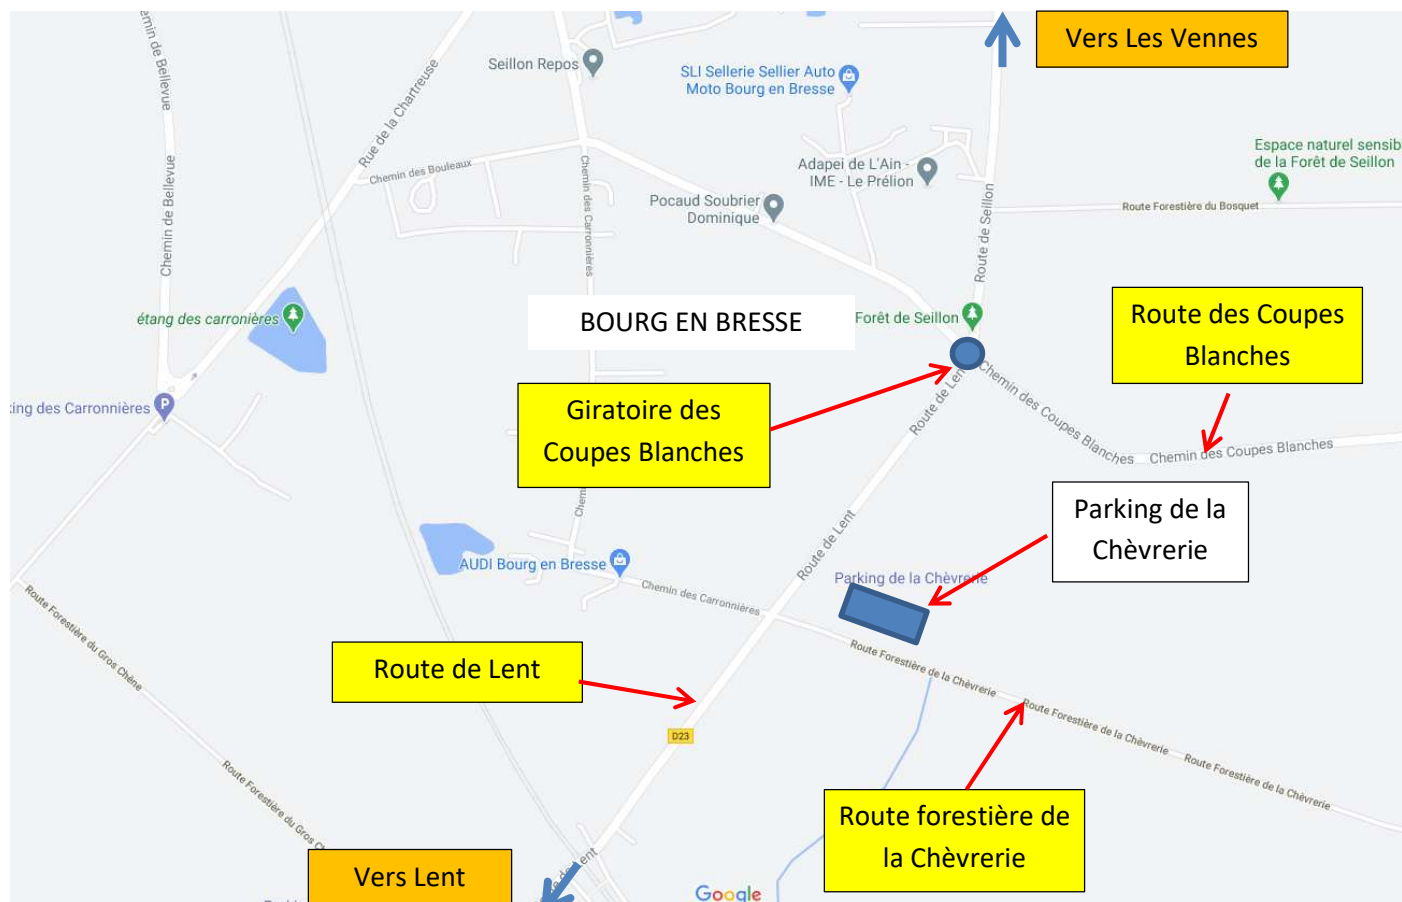 Vers Les Vennes
Chemin de Bellevue
Rue de la Chartreuse
Seillon Repos
SLI Sellerie Sellier Auto
Moto Bourg en Bresse
Espace naturel sensib
de la Forêt de Seillon
Chemin des Bouleaux
Adapei de L'Ain -
IME - Le Prélion
Pocaud Soubrier
Dominique
Route Forestière du Bosquet
Chemin de Bellevue
Chemin des Carronnières
Route de Seillon
étang des carronières
BOURG EN BRESSE
Forêt de Seillon
Route des Coupes
Blanches
Giratoire des
Coupes Blanches
Route de Lent
Chemin des Coupes Blanches
Chemin des Coupes Blanches
king des Carronnières
P
Parking de la
Chèvrerie
Route de Lent
AUDI Bourg en Bresse
Parking de la Chèvrerie
Chemin des Carronnières
Route Forestière du Gros Chêne
Route de Lent
Route Forestière de la Chèvrerie
Route Forestière de la Chèvrerie
Route Forestière de la Chèvrerie
D23
Route Forestière du Gros
Route forestière de
la Chèvrerie
Vers Lent
de Lent
Google